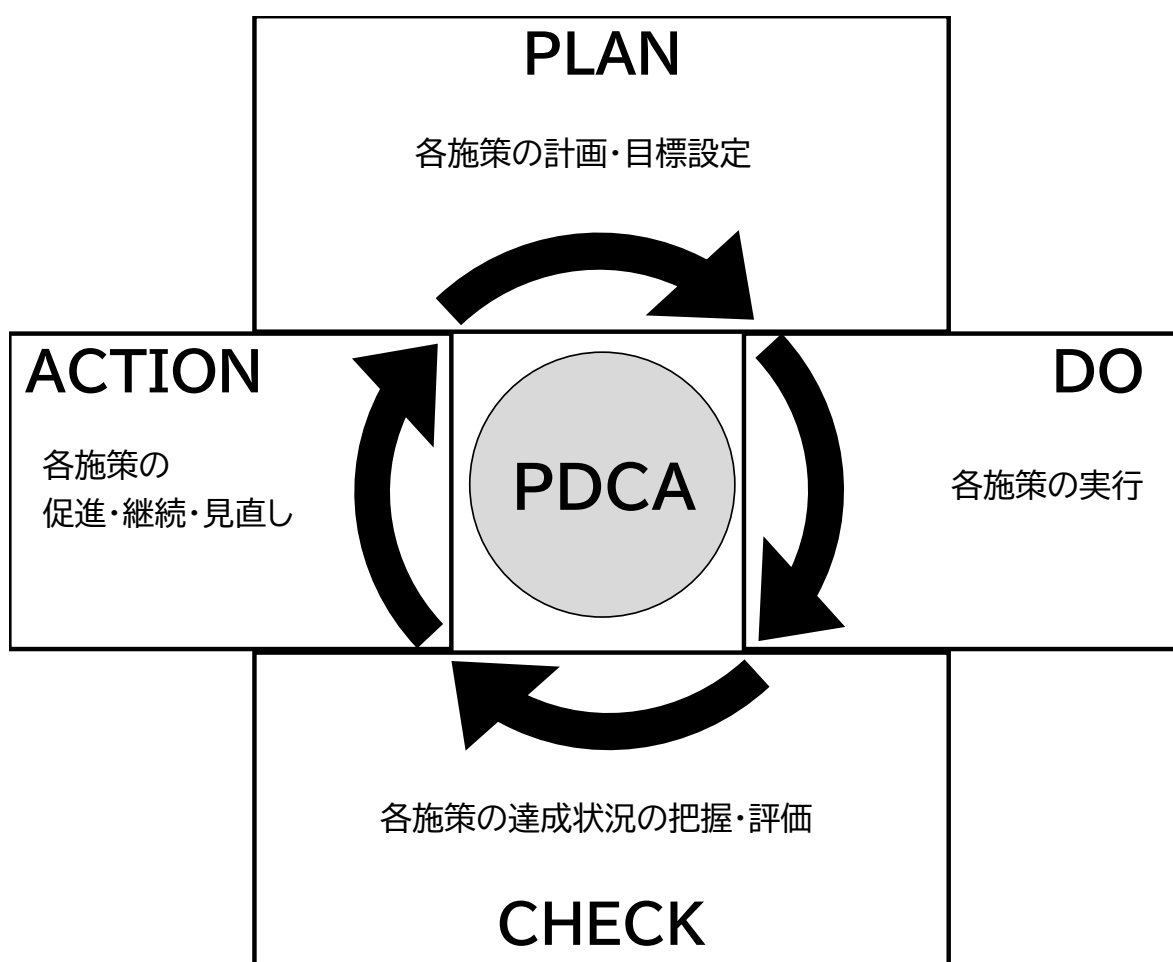 PLAN
各施策の計画・目標設定
ACTION
各施策の
促進・継続・見直し
PDCA
DO
各施策の実行
各施策の達成状況の把握・評価
CHECK